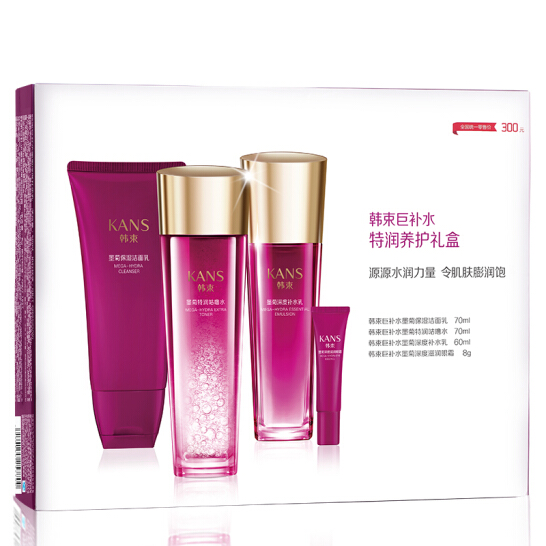 全国统一零售价 300元
韩束巨补水
特润养护礼盒
源源水润力量 令肌肤膨润饱
韩束巨补水墨菊保湿洁面乳 70ml
韩束巨补水墨菊特润咕噜水 70ml
韩束巨补水墨菊深度补水乳 60ml
韩束巨补水墨菊深度滋润眼霜 8g
KANS
韩束
墨菊保湿洁面乳
MEGA-HYDRA
CLEANSER
KANS
韩束
墨菊特润咕噜水
MEGA-HYDRA EXTRA
TONER
KANS
韩束
墨菊深度补水乳
MEGA-HYDRA ESSENTIAL
EMULSION
KANS
韩束